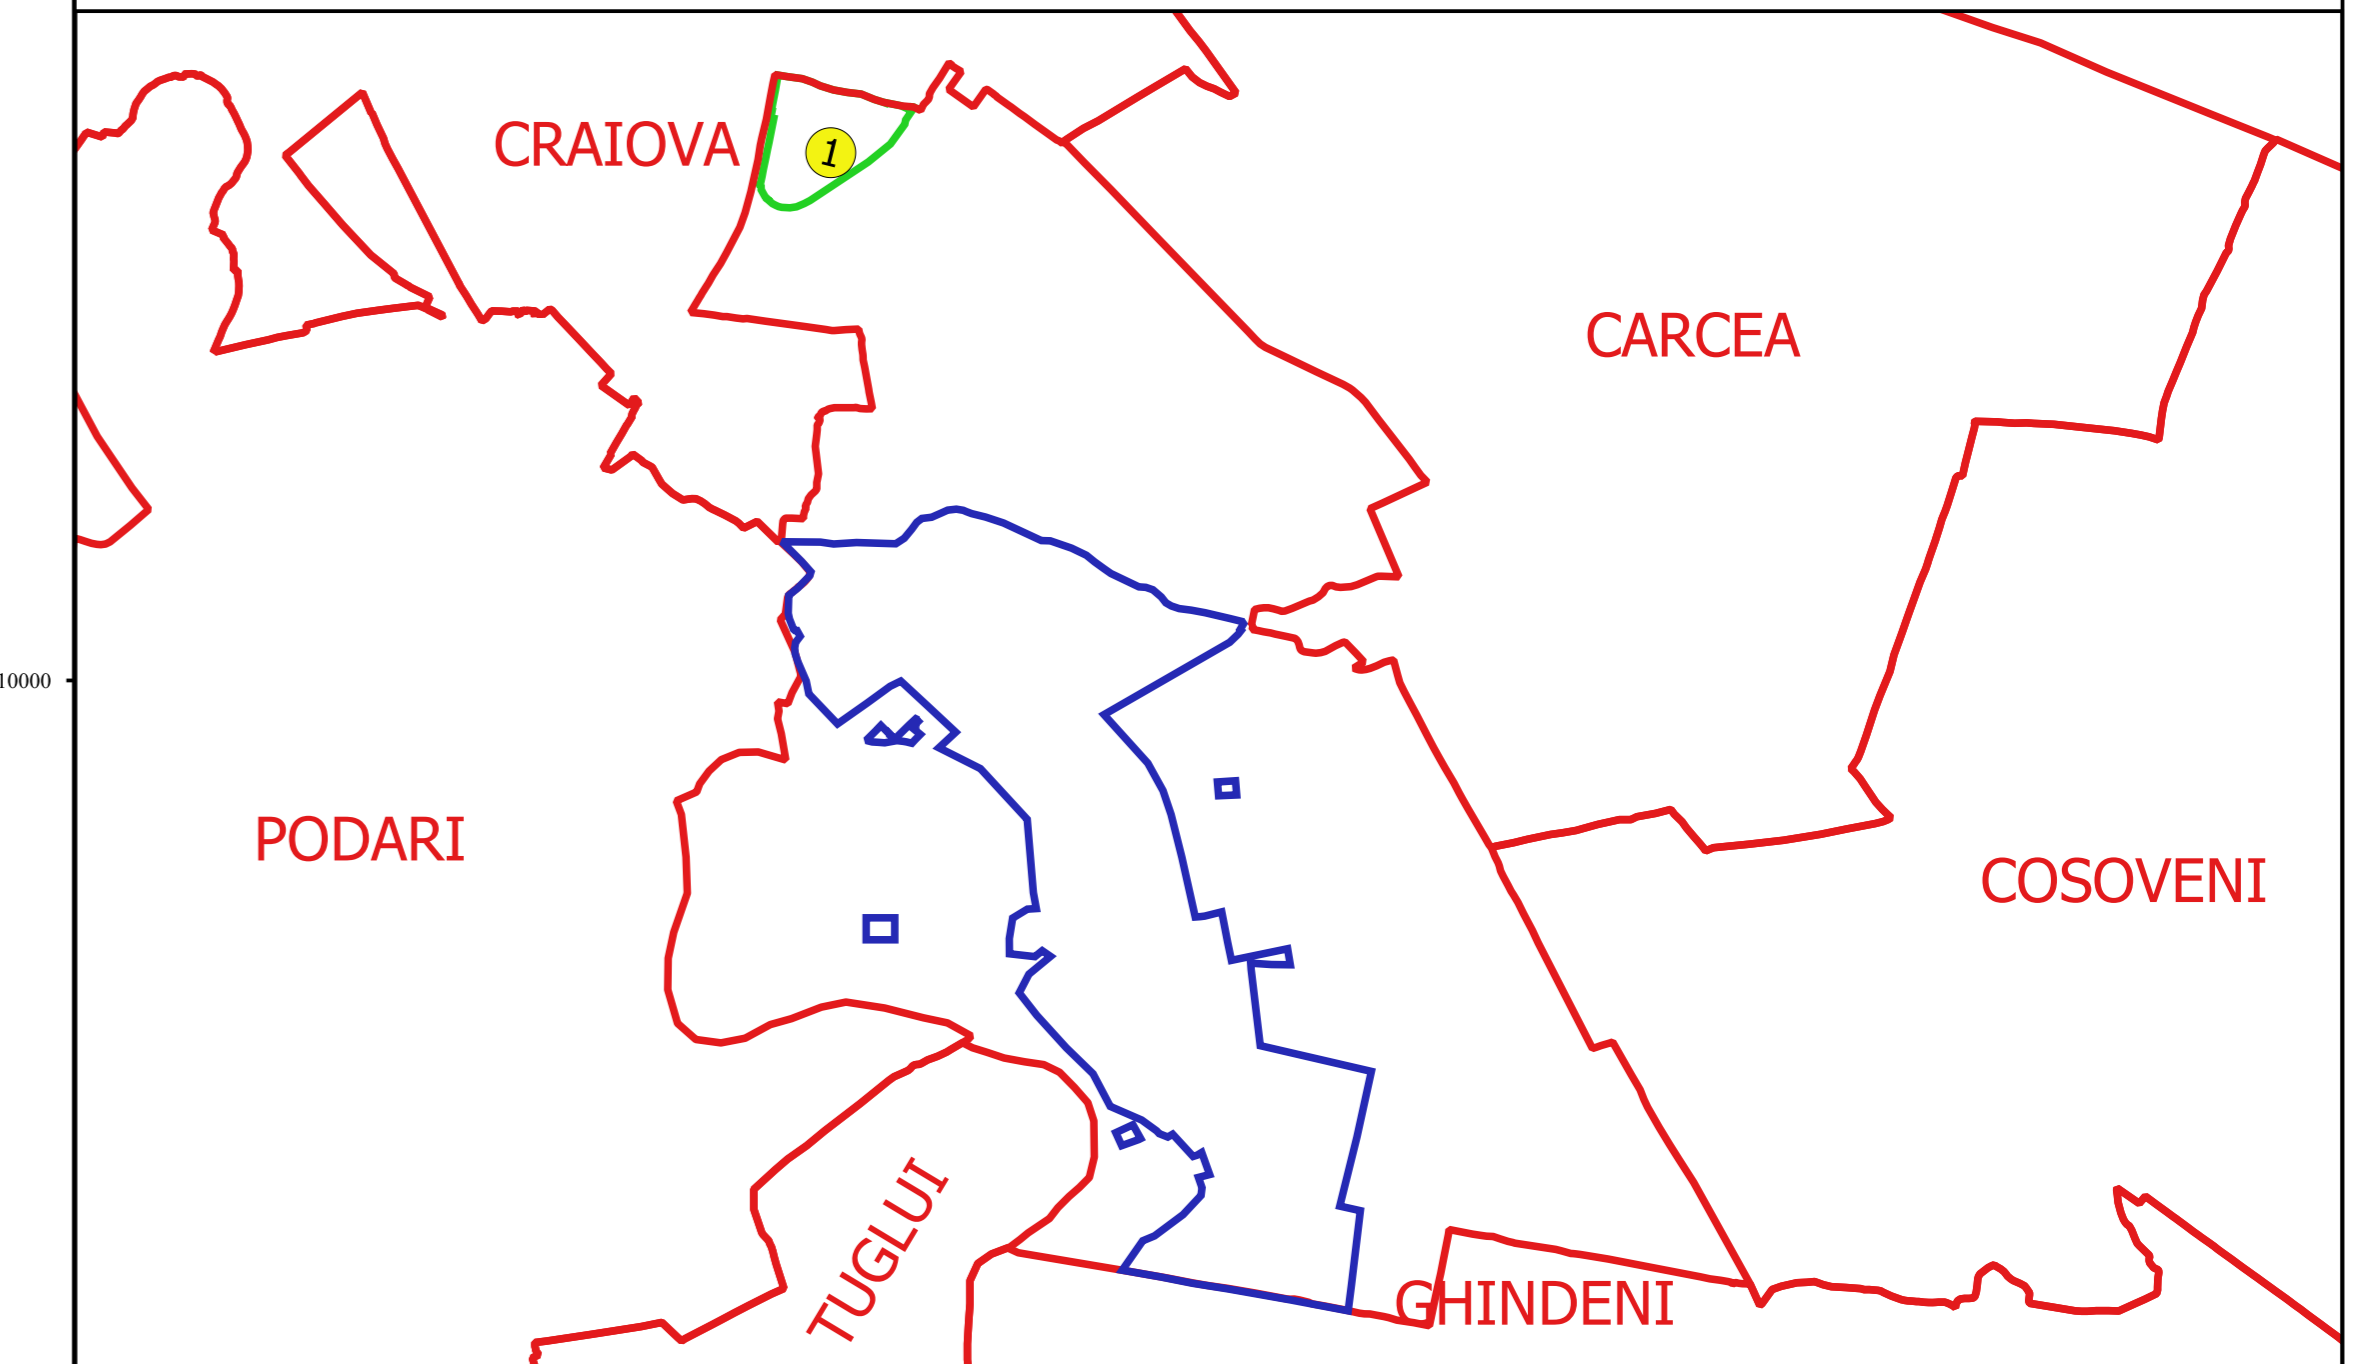 CRAIOVA
1
CARCEA
10000
PODARI
COSOVENI
TUGLUI
GHINDENI